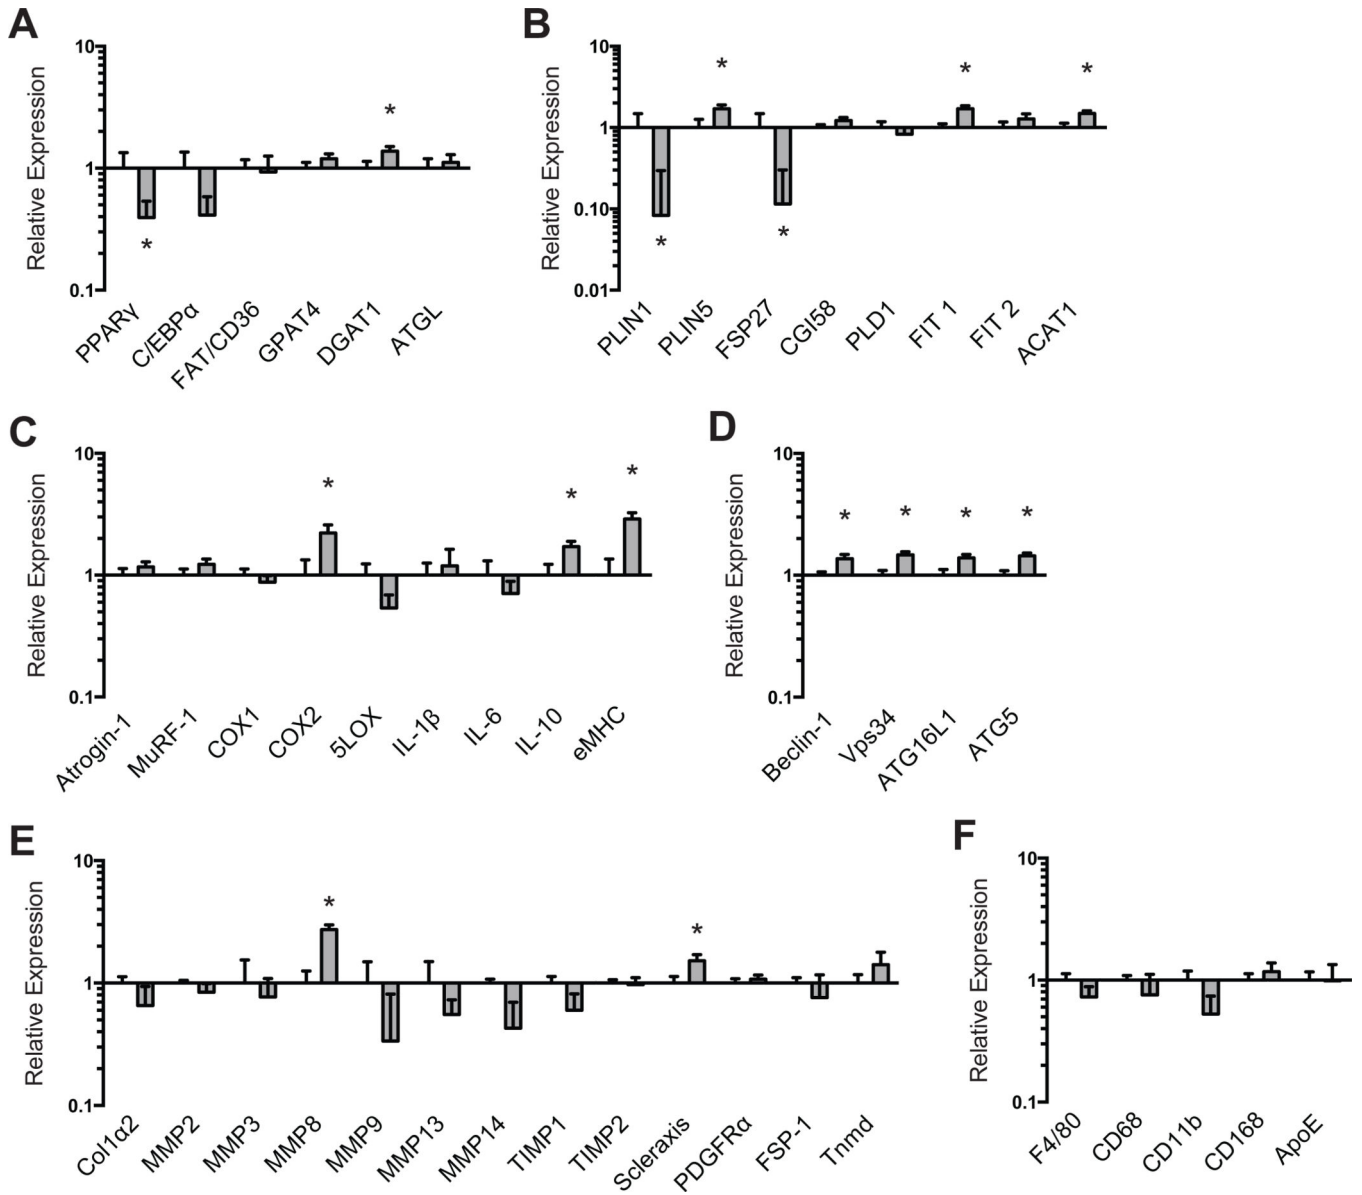 A
Relative Expression
10
1
0.1
*
*
PPARγ
C/EBPα
FAT/CD36
GPAT4
DGAT1
ATGL
B
Relative Expression
10
1
0.10
0.01
*
*
*
*
*
*
PLIN1
PLIN5
FSP27
CGI58
PLD1
FIT 1
FIT 2
ACAT1
C
Relative Expression
10
1
0.1
*
*
*
Atrogin-1
MuRF-1
COX1
COX2
5LOX
IL-1β
IL-6
IL-10
eMHC
D
Relative Expression
10
1
0.1
*
*
*
*
Beclin-1
Vps34
ATG16L1
ATG5
E
Relative Expression
10
1
0.1
*
*
Col1α2
MMP2
MMP3
MMP8
MMP9
MMP13
MMP14
TIMP1
TIMP2
Scleraxis
PDGFRα
FSP-1
Tnmd
F
Relative Expression
10
1
0.1
F4/80
CD68
CD11b
CD168
ApoE